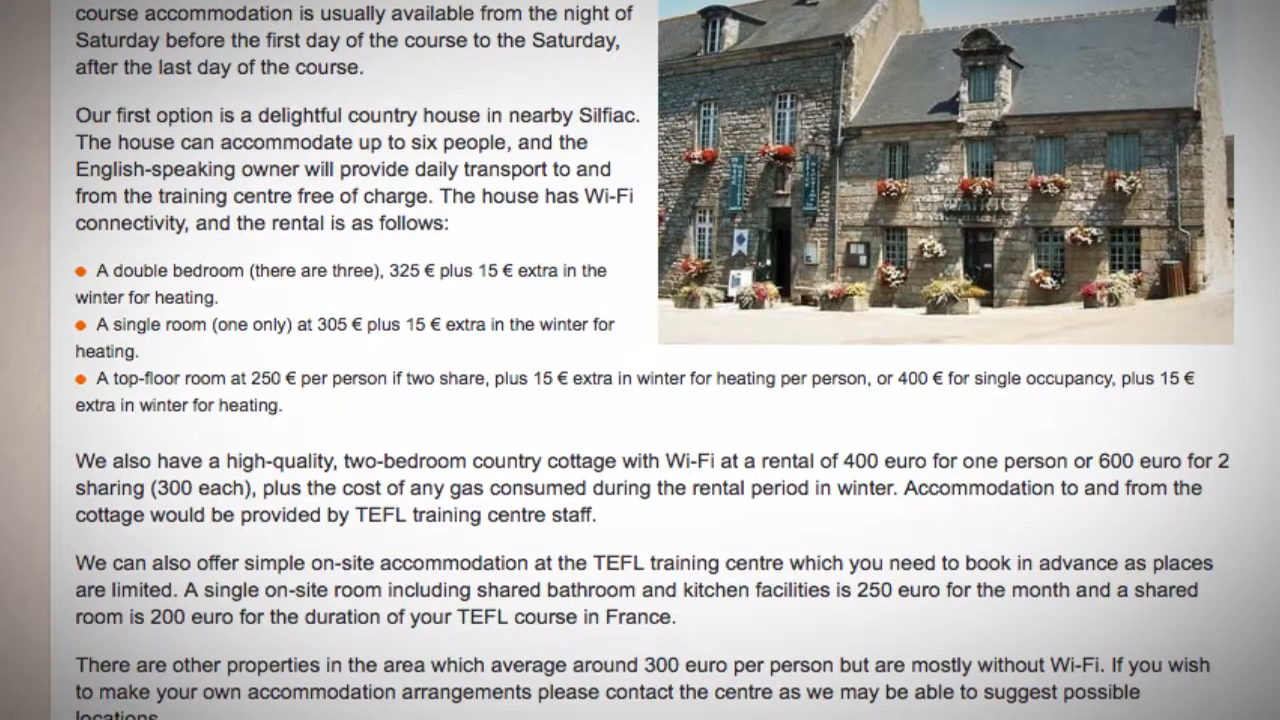 course accommodation is usually available from the night of
Saturday before the first day of the course to the Saturday,
after the last day of the course.
Our first option is a delightful country house in nearby Silfiac.
The house can accommodate up to six people, and the
English-speaking owner will provide daily transport to and
from the training centre free of charge. The house has Wi-Fi
connectivity, and the rental is as follows:
A double bedroom (there are three), 325 € plus 15 € extra in the
winter for heating.
A single room (one only) at 305 € plus 15 € extra in the winter for
heating.
A top-floor room at 250 € per person if two share, plus 15 € extra in winter for heating per person, or 400 € for single occupancy, plus 15 €
extra in winter for heating.
We also have a high-quality, two-bedroom country cottage with Wi-Fi at a rental of 400 euro for one person or 600 euro for 2
sharing (300 each), plus the cost of any gas consumed during the rental period in winter. Accommodation to and from the
cottage would be provided by TEFL training centre staff.
We can also offer simple on-site accommodation at the TEFL training centre which you need to book in advance as places
are limited. A single on-site room including shared bathroom and kitchen facilities is 250 euro for the month and a shared
room is 200 euro for the duration of your TEFL course in France.
There are other properties in the area which average around 300 euro per person but are mostly without Wi-Fi. If you wish
to make your own accommodation arrangements please contact the centre as we may be able to suggest possible
locations.